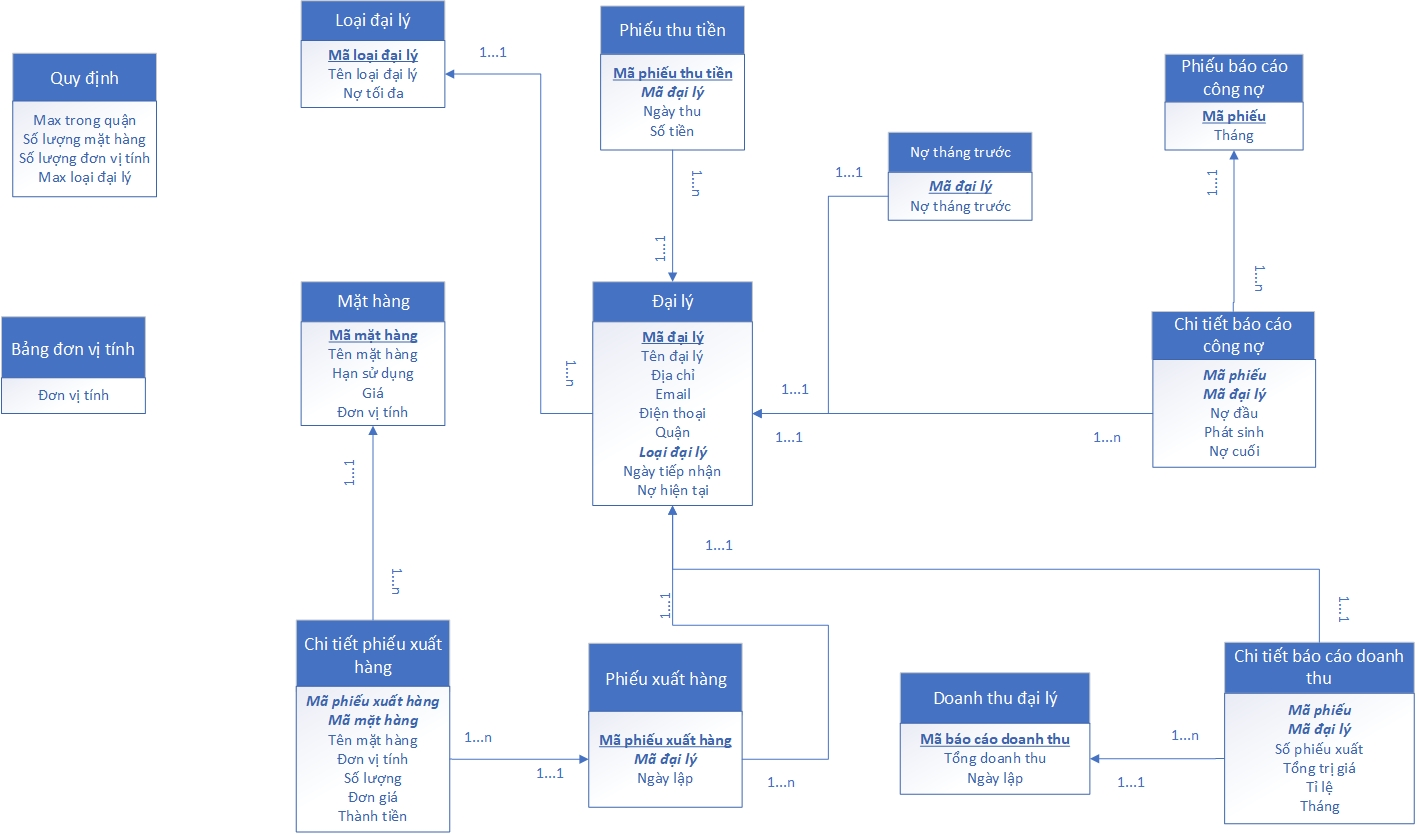 Quy định
Max trong quận
Số lượng mặt hàng
Số lượng đơn vị tính
Max loại đại lý
Bảng đơn vị tính
Đơn vị tính
Loại đại lý
Mã loại đại lý
Tên loại đại lý
Nợ tối đa
1...1
Phiếu thu tiền
Mã phiếu thu tiền
Mã đại lý
Ngày thu
Số tiền
1...n
1...1
Nợ tháng trước
Mã đại lý
Nợ tháng trước
1...1
Phiếu báo cáo
công nợ
Mã phiếu
Tháng
1...1
1...n
Mặt hàng
Mã mặt hàng
Tên mặt hàng
Hạn sử dụng
Giá
Đơn vị tính
1...n
Đại lý
Mã đại lý
Tên đại lý
Địa chỉ
Email
Điện thoại
Quận
Loại đại lý
Ngày tiếp nhận
Nợ hiện tại
1...1
1...1
1...n
Chi tiết báo cáo
công nợ
Mã phiếu
Mã đại lý
Nợ đầu
Phát sinh
Nợ cuối
1...1
1...n
1...1
1...1
1...1
Chi tiết phiếu xuất
hàng
Mã phiếu xuất hàng
Mã mặt hàng
Tên mặt hàng
Đơn vị tính
Số lượng
Đơn giá
Thành tiền
1...n
1...1
Phiếu xuất hàng
Mã phiếu xuất hàng
Mã đại lý
Ngày lập
1...n
Doanh thu đại lý
Mã báo cáo doanh thu
Tổng doanh thu
Ngày lập
1...n
1...1
Chi tiết báo cáo doanh
thu
Mã phiếu
Mã đại lý
Số phiếu xuất
Tổng trị giá
Tỉ lệ
Tháng